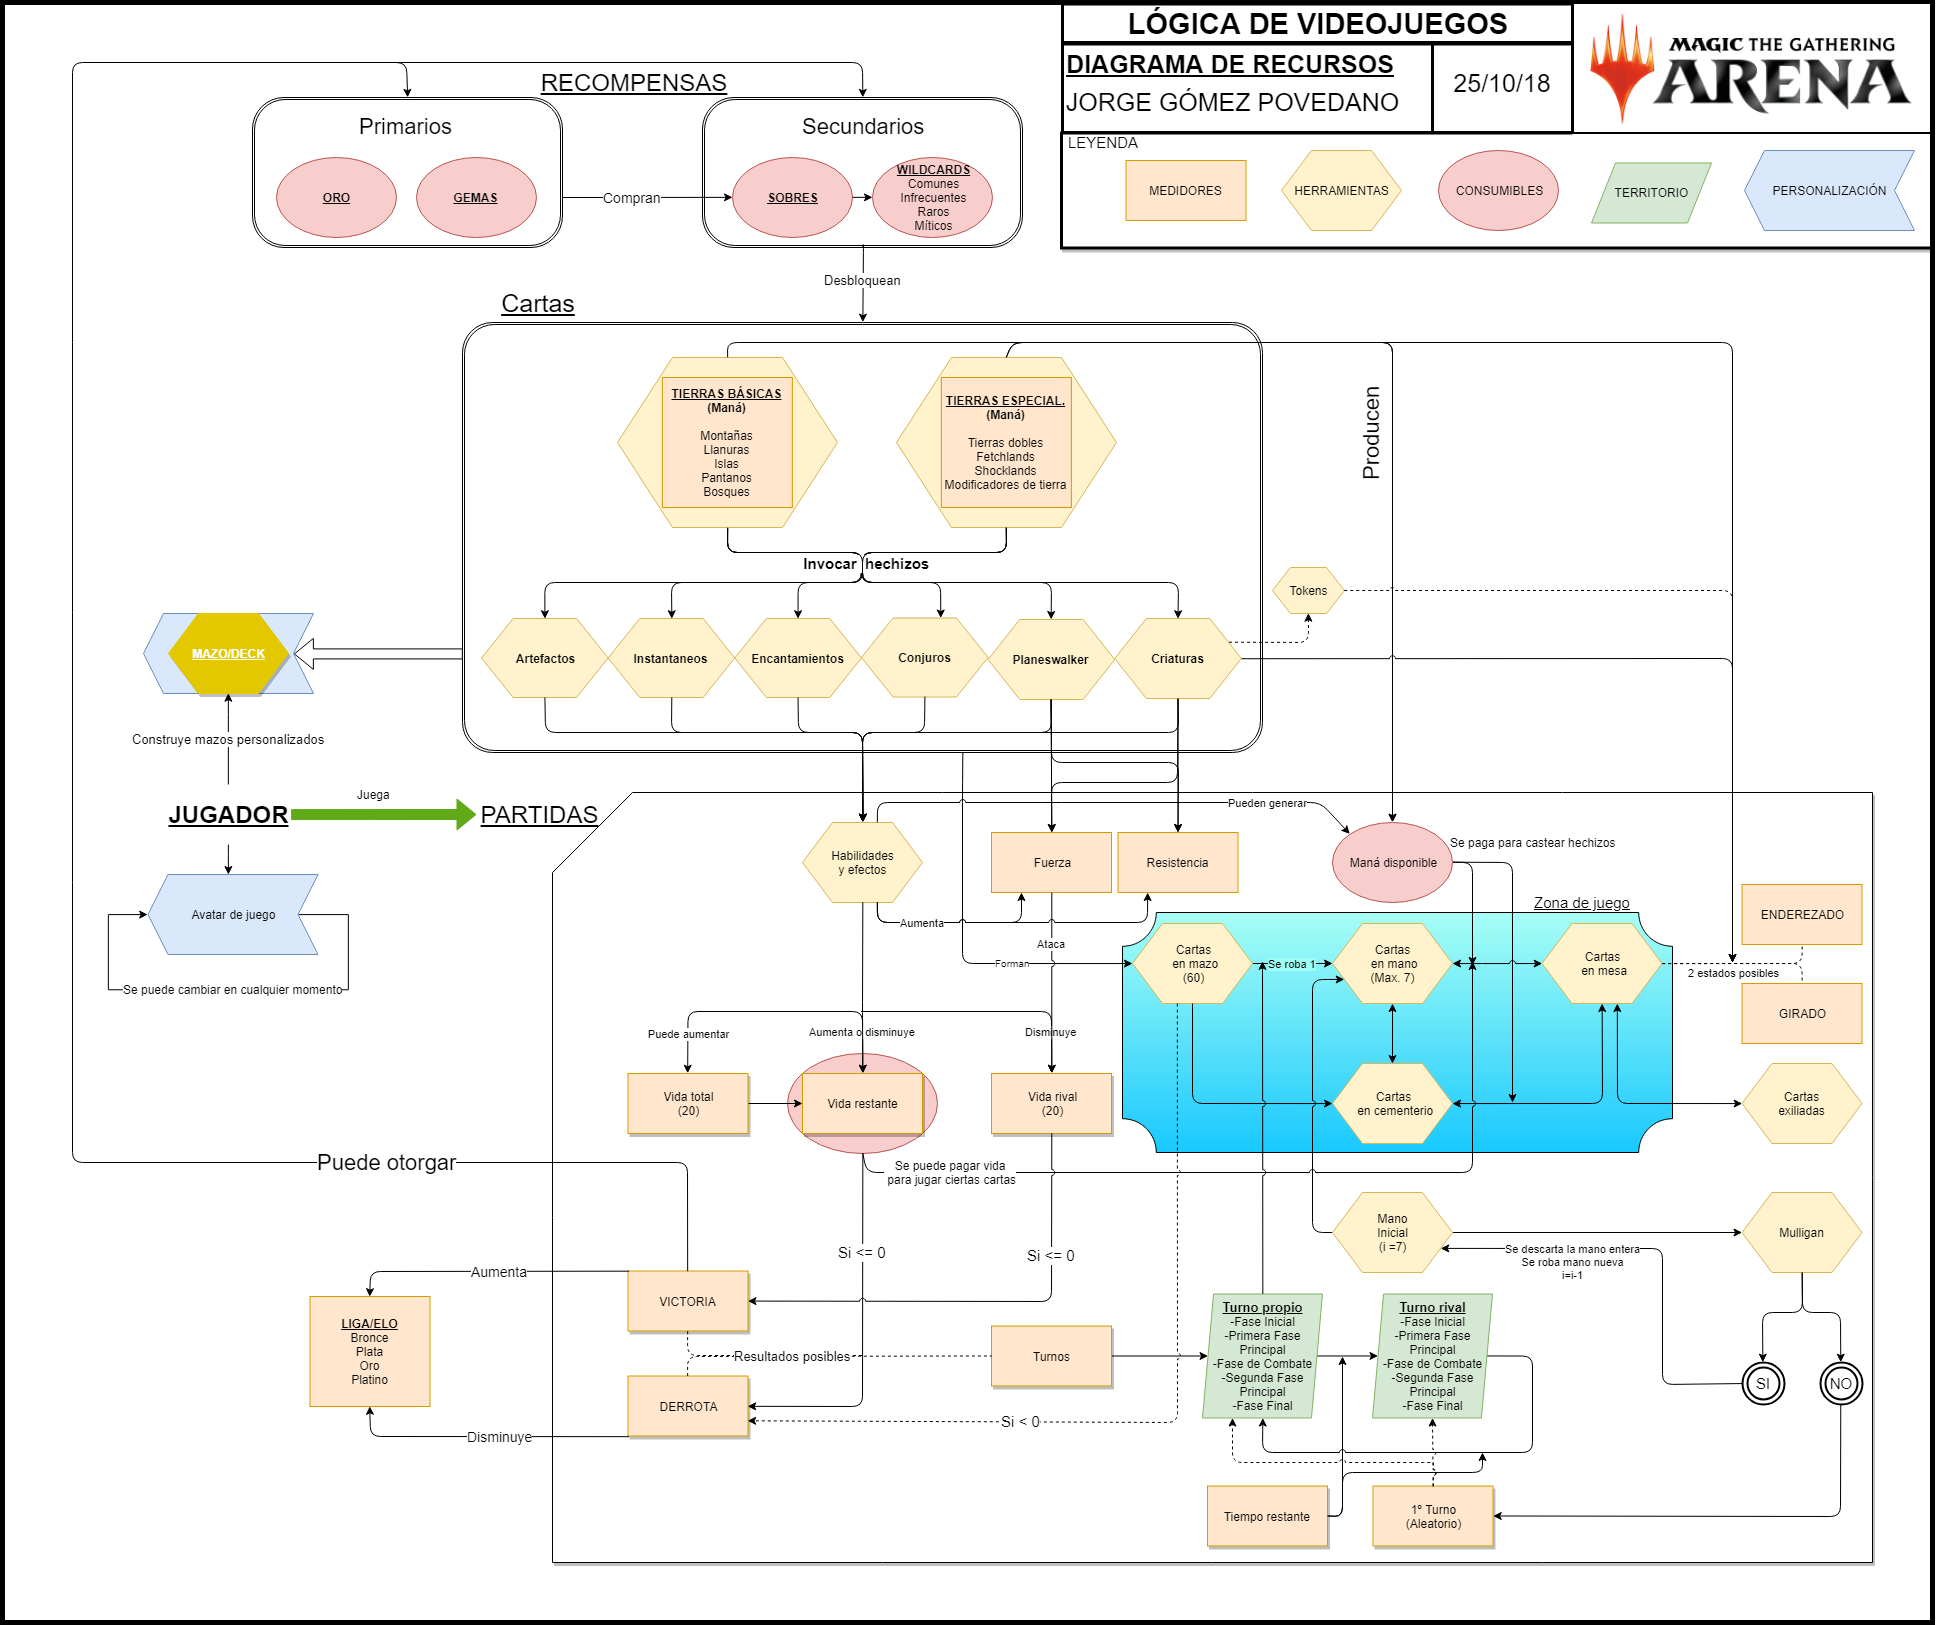 LÓGICA DE VIDEOJUEGOS
DIAGRAMA DE RECURSOS
JORGE GÓMEZ POVEDANO
25/10/18
MAGIC THE GATHERING
ARENA
LEYENDA
MEDIDORES
HERRAMIENTAS
CONSUMIBLES
TERRITORIO
PERSONALIZACIÓN
RECOMPENSAS
Primarios
ORO
GEMAS
Compran
Secundarios
SOBRES
WILDCARDS
Comunes
Infrecuentes
Raros
Míticos
Desbloquean
Cartas
TIERRAS BÁSICAS
(Maná)
Montañas
Llanuras
Islas
Pantanos
Bosques
TIERRAS ESPECIAL.
(Maná)
Tierras dobles
Fetchlands
Shocklands
Modificadores de tierra
Producen
Invocar hechizos
Tokens
Artefactos
Instantaneos
Encantamientos
Conjuros
Planeswalker
Criaturas
MAZO/DECK
Construye mazos personalizados
JUGADOR
Juega
PARTIDAS
Avatar de juego
Se puede cambiar en cualquier momento
Pueden generar
Habilidades
y efectos
Fuerza
Resistencia
Maná disponible
Se paga para castear hechizos
Aumenta
Ataca
Forman
Zona de juego
Cartas
en mazo
(60)
Se roba 1
Cartas
en mano
(Max. 7)
Cartas
en mesa
2 estados posibles
ENDEREZADO
GIRADO
Cartas
en cementerio
Cartas
exiliadas
Puede aumentar
Aumenta o disminuye
Disminuye
Vida total
(20)
Vida restante
Vida rival
(20)
Puede otorgar
Se puede pagar vida
para jugar ciertas cartas
Si <= 0
Si <= 0
Mano
Inicial
(i =7)
Mulligan
Se descarta la mano entera
Se roba mano nueva
i=i-1
SI
NO
Aumenta
VICTORIA
LIGA/ELO
Bronce
Plata
Oro
Platino
Resultados posibles
Turnos
DERROTA
Disminuye
Si < 0
Turno propio
-Fase Inicial
-Primera Fase
Principal
-Fase de Combate
-Segunda Fase
Principal
-Fase Final
Turno rival
-Fase Inicial
-Primera Fase
Principal
-Fase de Combate
-Segunda Fase
Principal
-Fase Final
Tiempo restante
1º Turno
(Aleatorio)